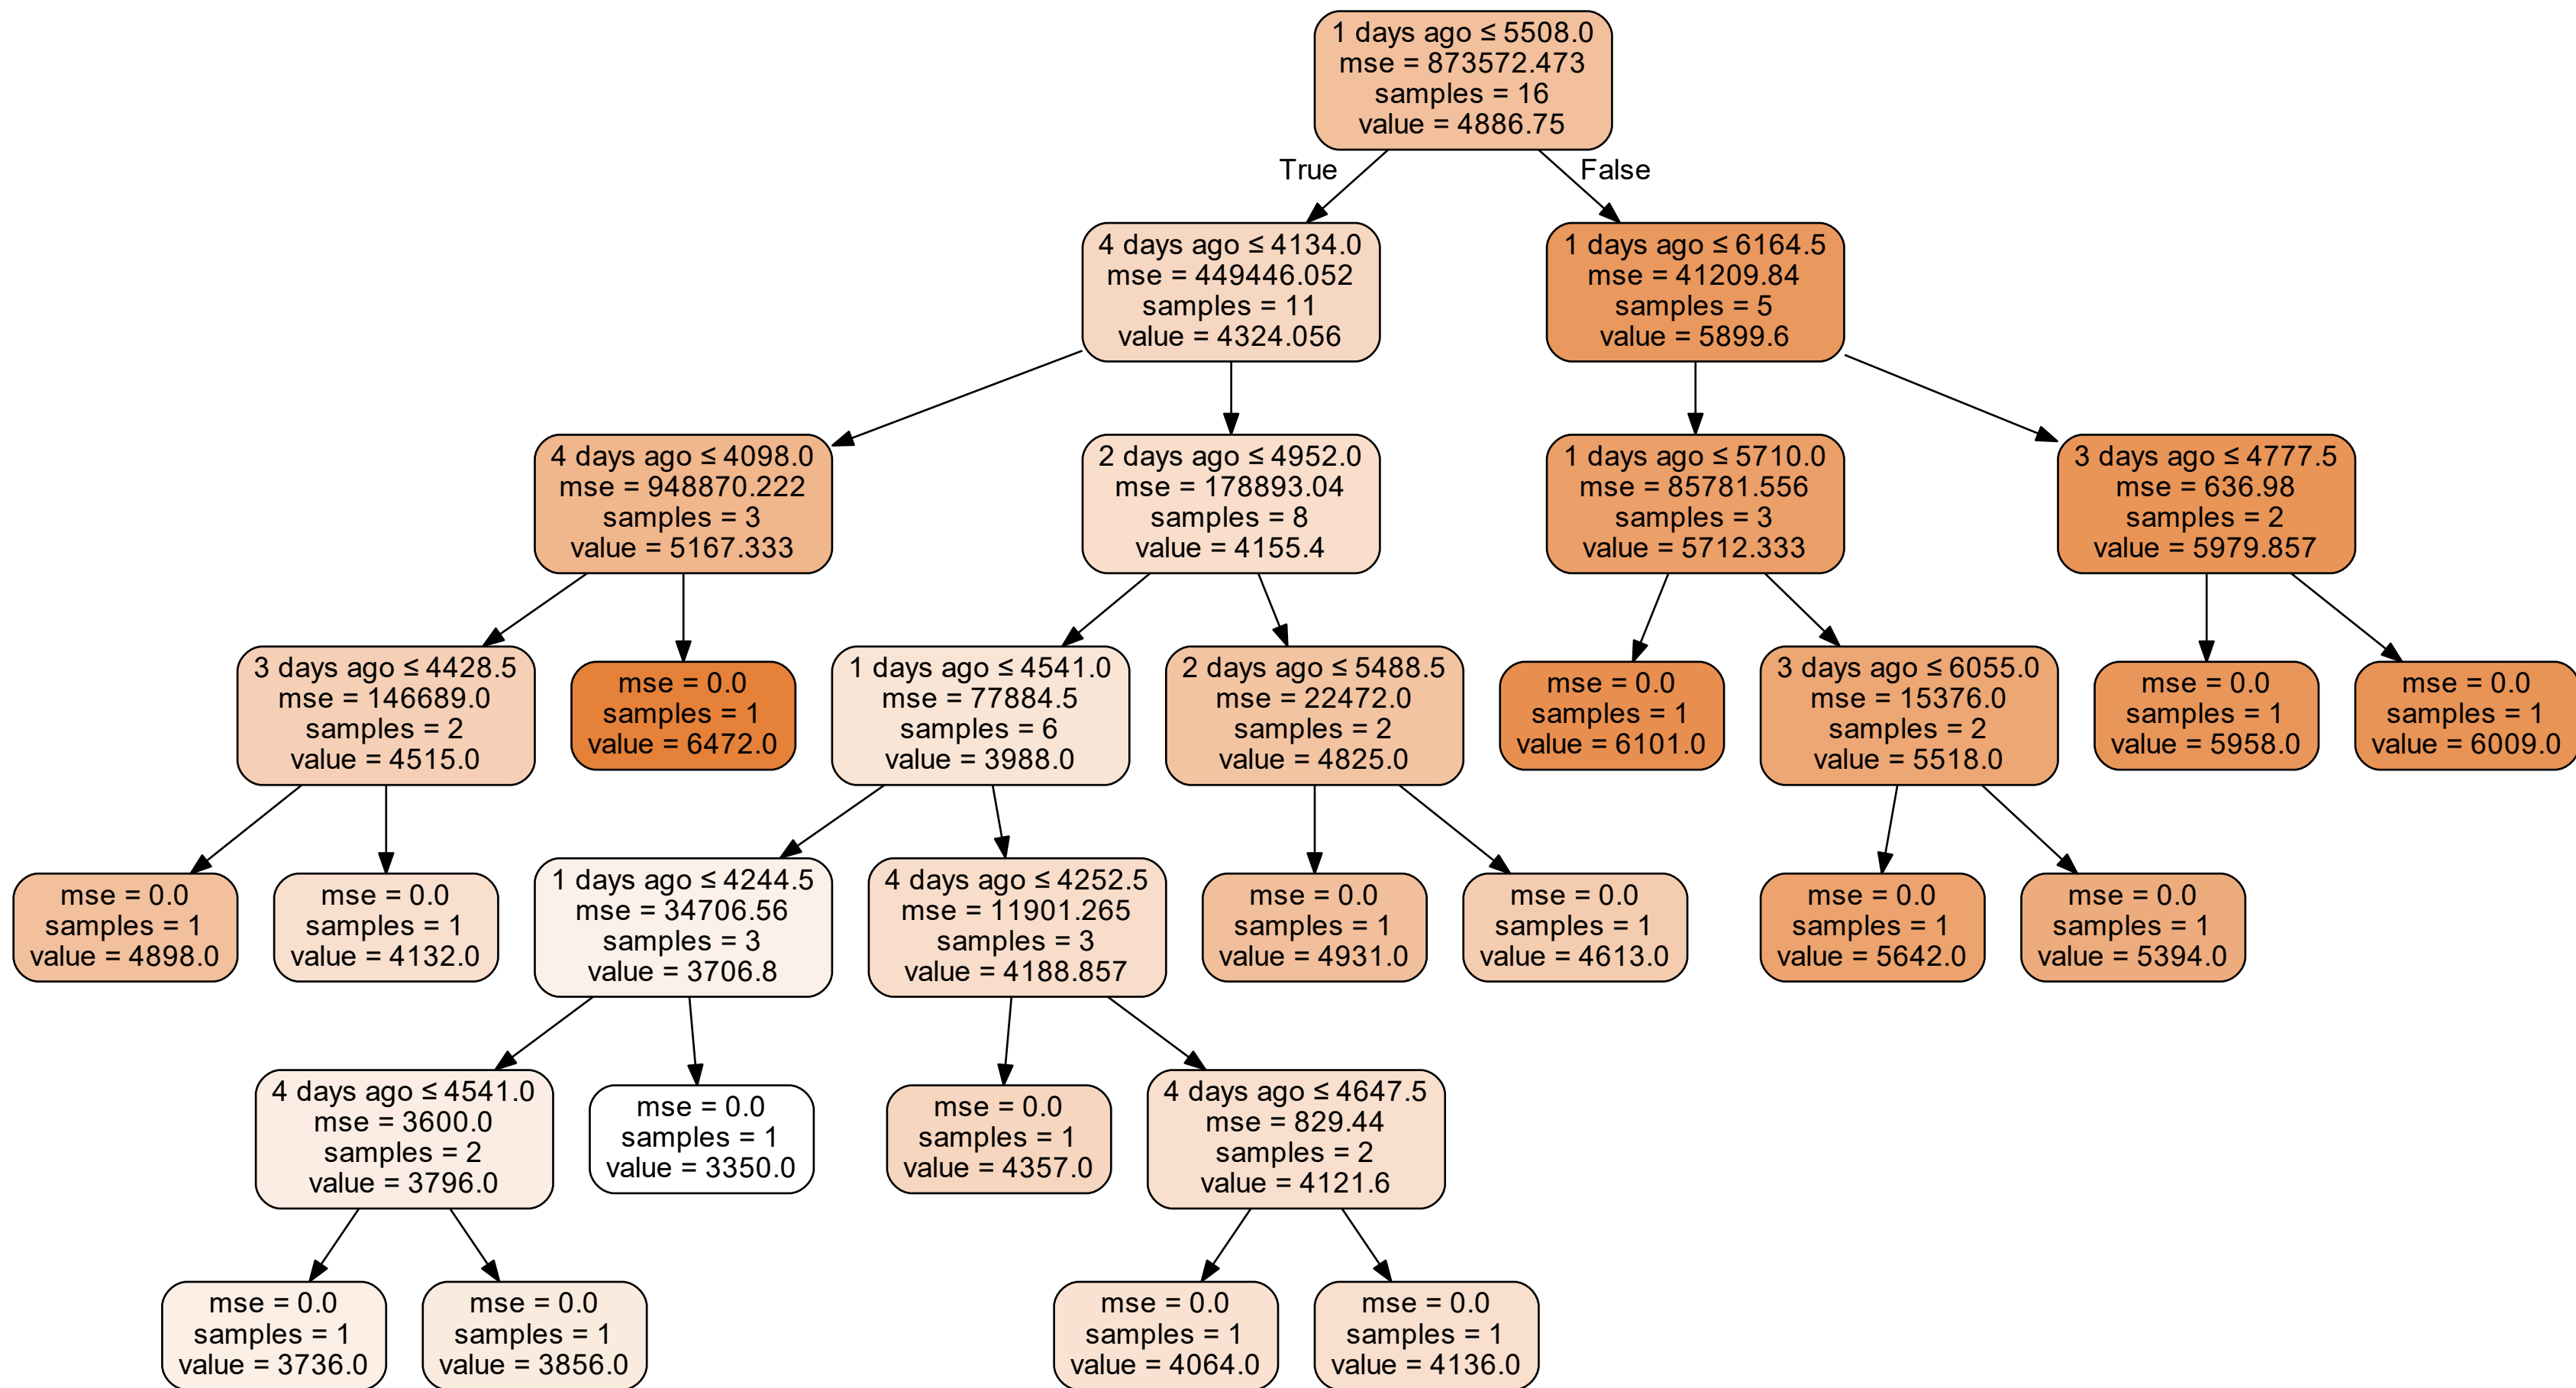 1 days ago ≤ 5508.0
mse = 873572.473
samples = 16
value = 4886.75
True
False
4 days ago ≤ 4134.0
mse = 449446.052
samples = 11
value = 4324.056
1 days ago ≤ 6164.5
mse = 41209.84
samples = 5
value = 5899.6
4 days ago ≤ 4098.0
mse = 948870.222
samples = 3
value = 5167.333
2 days ago ≤ 4952.0
mse = 178893.04
samples = 8
value = 4155.4
1 days ago ≤ 5710.0
mse = 85781.556
samples = 3
value = 5712.333
3 days ago ≤ 4777.5
mse = 636.98
samples = 2
value = 5979.857
3 days ago ≤ 4428.5
mse = 146689.0
samples = 2
value = 4515.0
mse = 0.0
samples = 1
value = 6472.0
1 days ago ≤ 4541.0
mse = 77884.5
samples = 6
value = 3988.0
2 days ago ≤ 5488.5
mse = 22472.0
samples = 2
value = 4825.0
mse = 0.0
samples = 1
value = 6101.0
3 days ago ≤ 6055.0
mse = 15376.0
samples = 2
value = 5518.0
mse = 0.0
samples = 1
value = 5958.0
mse = 0.0
samples = 1
value = 6009.0
mse = 0.0
samples = 1
value = 4898.0
mse = 0.0
samples = 1
value = 4132.0
1 days ago ≤ 4244.5
mse = 34706.56
samples = 3
value = 3706.8
4 days ago ≤ 4252.5
mse = 11901.265
samples = 3
value = 4188.857
mse = 0.0
samples = 1
value = 4931.0
mse = 0.0
samples = 1
value = 4613.0
mse = 0.0
samples = 1
value = 5642.0
mse = 0.0
samples = 1
value = 5394.0
4 days ago ≤ 4541.0
mse = 3600.0
samples = 2
value = 3796.0
mse = 0.0
samples = 1
value = 3350.0
mse = 0.0
samples = 1
value = 4357.0
4 days ago ≤ 4647.5
mse = 829.44
samples = 2
value = 4121.6
mse = 0.0
samples = 1
value = 3736.0
mse = 0.0
samples = 1
value = 3856.0
mse = 0.0
samples = 1
value = 4064.0
mse = 0.0
samples = 1
value = 4136.0